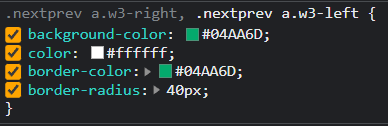 .nextprev a.w3-right, .nextprev a.w3-left {
background-color: #04AA6D;
color: #ffffff;
border-color: #04AA6D;
border-radius: 40px;
}